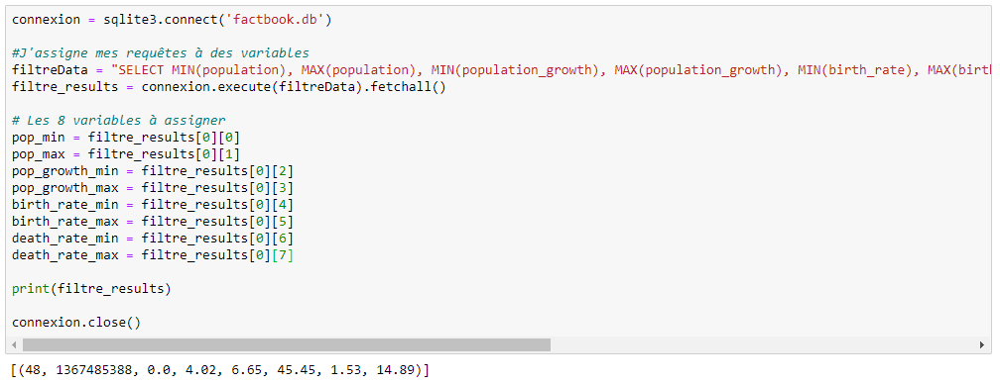 connexion = sqlite3.connect('factbook.db')
#J'assigne mes requêtes à des variables
filtreData = "SELECT MIN(population), MAX(population), MIN(population_growth), MAX(population_growth), MIN(birth_rate), MAX(birth
filtre_results = connexion.execute(filtreData).fetchall()
# Les 8 variables à assigner
pop_min = filtre_results[0][0]
pop_max = filtre_results[0][1]
pop_growth_min = filtre_results[0][2]
pop_growth_max = filtre_results[0][3]
birth_rate_min = filtre_results[0][4]
birth_rate_max = filtre_results[0][5]
death_rate_min = filtre_results[0][6]
death_rate_max = filtre_results[0][7]
print(filtre_results)
connexion.close()
[(48, 1367485388, 0.0, 4.02, 6.65, 45.45, 1.53, 14.89)]